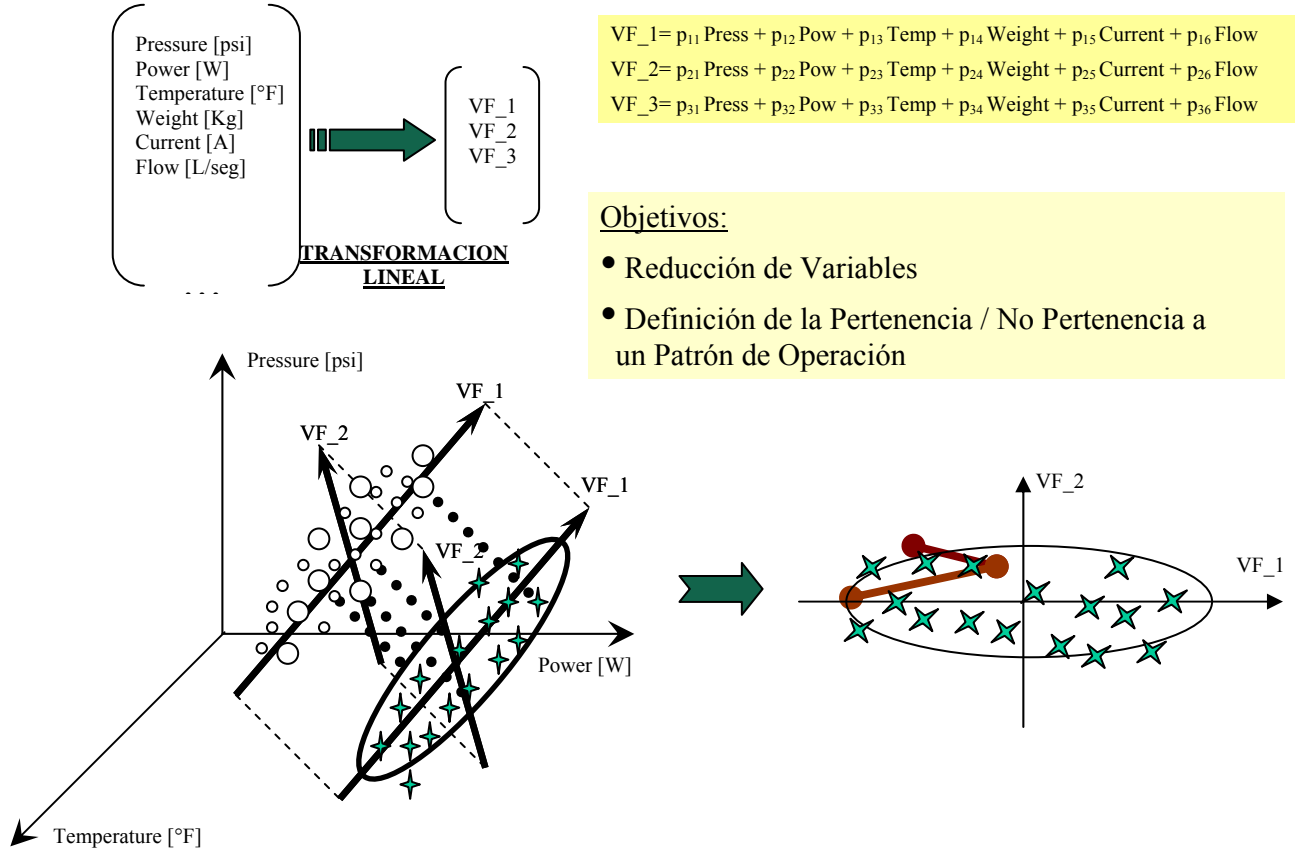 Pressure [psi]
Power [W]
Temperature [°F]
Weight [Kg]
Current [A]
Flow [L/seg]
. . .
TRANSFORMACION
LINEAL
VF_1
VF_2
VF_3
VF_1= p11 Press + p12 Pow + p13 Temp + p14 Weight + p15 Current + p16 Flow
VF_2= p21 Press + p22 Pow + p23 Temp + p24 Weight + p25 Current + p26 Flow
VF_3= p31 Press + p32 Pow + p33 Temp + p34 Weight + p35 Current + p36 Flow
Objetivos:
• Reducción de Variables
• Definición de la Pertenencia / No Pertenencia a
un Patrón de Operación
Pressure [psi]
VF_1
VF_2
VF_1
VF_2
Power [W]
Temperature [°F]
VF_2
VF_1